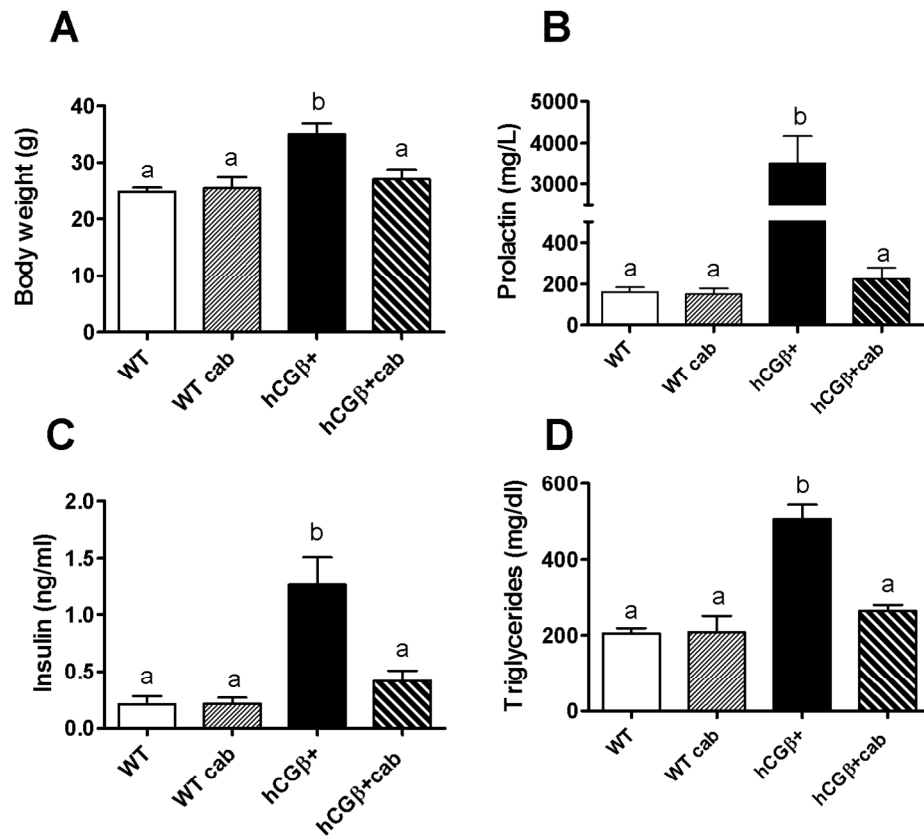 A
Body weight (g)
40
30
20
10
0
a
a
b
a
WT
WT cab
hCGβ+
hCGβ+cab
B
Prolactin (mg/L)
5000
4000
3000
400
200
0
a
a
b
a
WT
WT cab
hCGβ+
hCGβ+cab
C
Insulin (ng/ml)
2.0
1.5
1.0
0.5
0.0
a
a
b
a
WT
WT cab
hCGβ+
hCGβ+cab
D
Triglycerides (mg/dl)
600
400
200
0
a
a
b
a
WT
WT cab
hCGβ+
hCGβ+cab